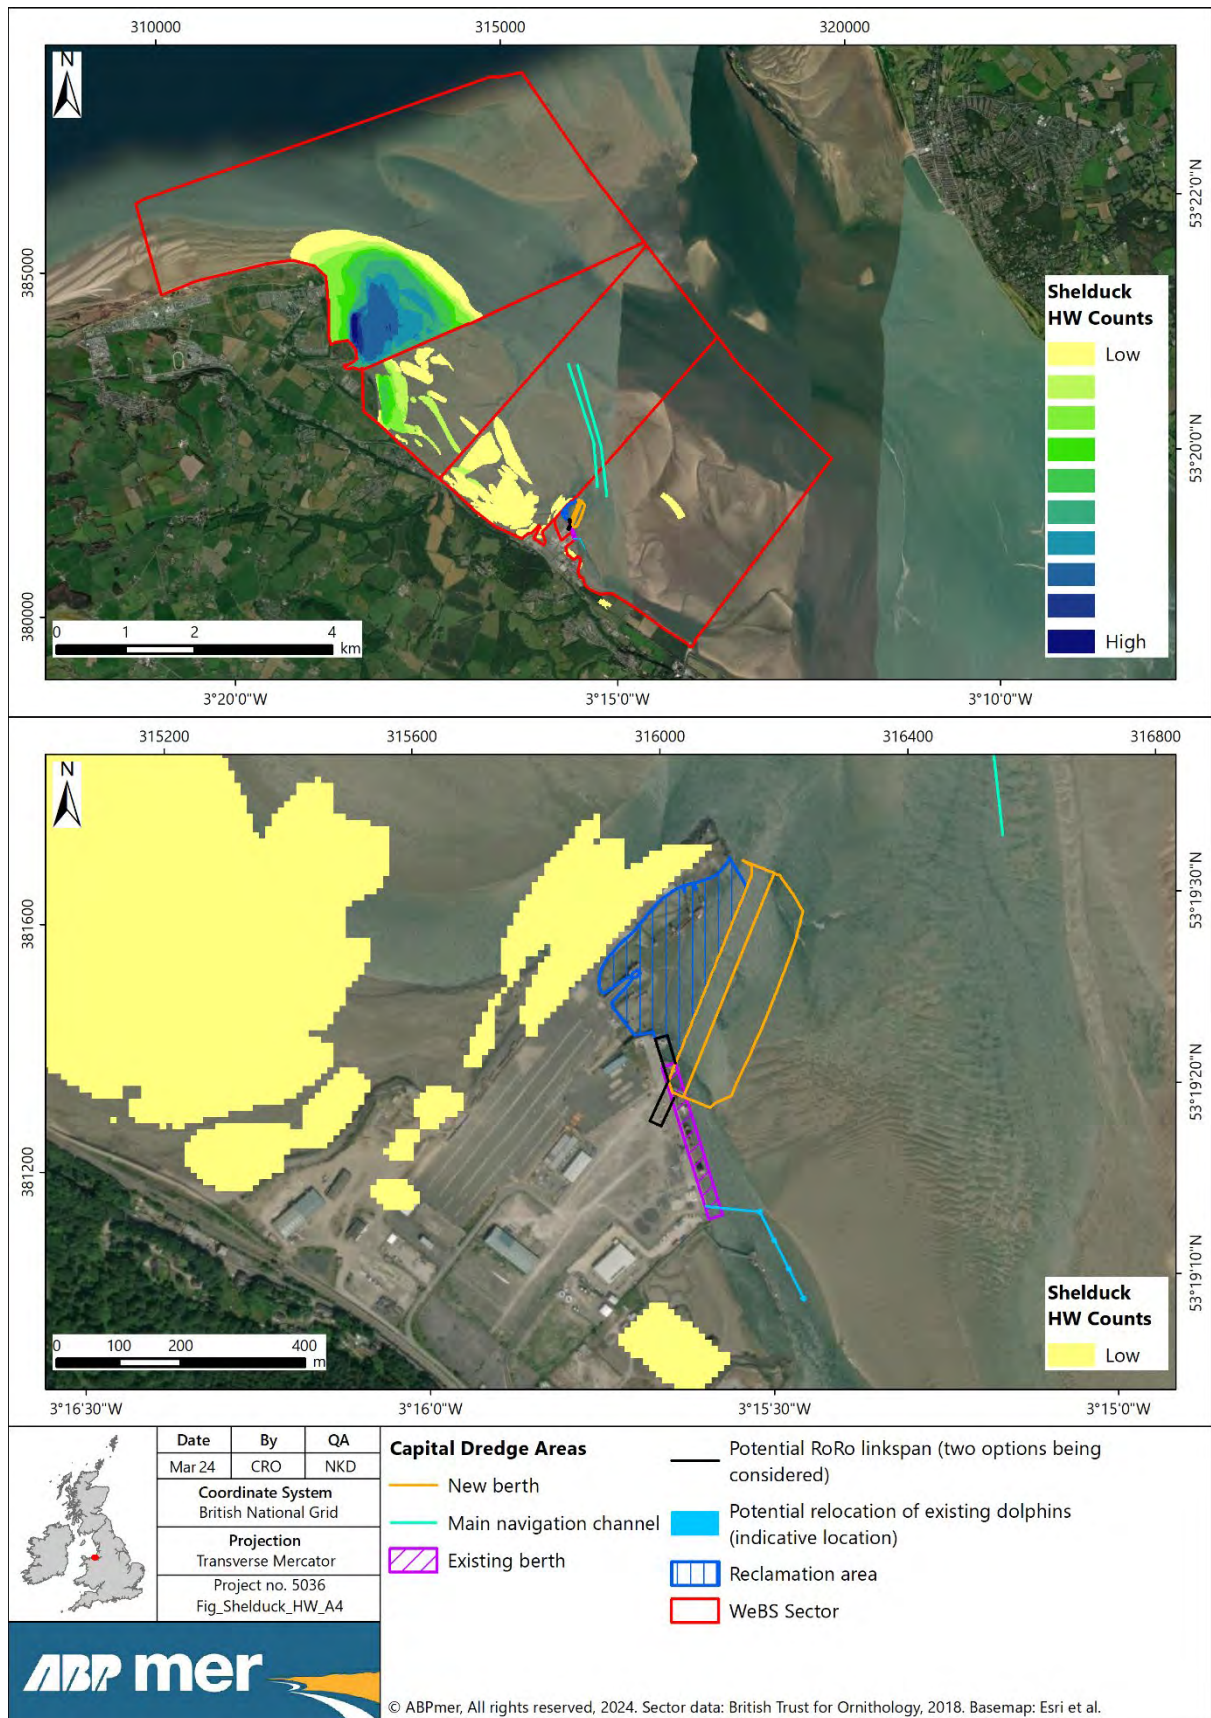 310000 315000 320000
N
385000
380000
53°22'0"N
53°20'0"N
Shelduck
HW Counts
Low
High
0 1 2 4
km
3°20'0"W 3°15'0"W 3°10'0"W
315200 315600 316000 316400 316800
N
381600
381200
53°19'30"N
53°19'20"N
53°19'10"N
Shelduck
HW Counts
Low
0 100 200 400
m
3°16'30"W 3°16'0"W 3°15'30"W 3°15'0"W
Date By QA
Mar 24 CRO NKD
Coordinate System
British National Grid
Projection
Transverse Mercator
Project no. 5036
Fig_Shelduck_HW_A4
ABPmer
Capital Dredge Areas
New berth
Main navigation channel
Existing berth
Potential RoRo linkspan (two options being
considered)
Potential relocation of existing dolphins
(indicative location)
Reclamation area
WeBS Sector
© ABPmer, All rights reserved, 2024. Sector data: British Trust for Ornithology, 2018. Basemap: Esri et al.